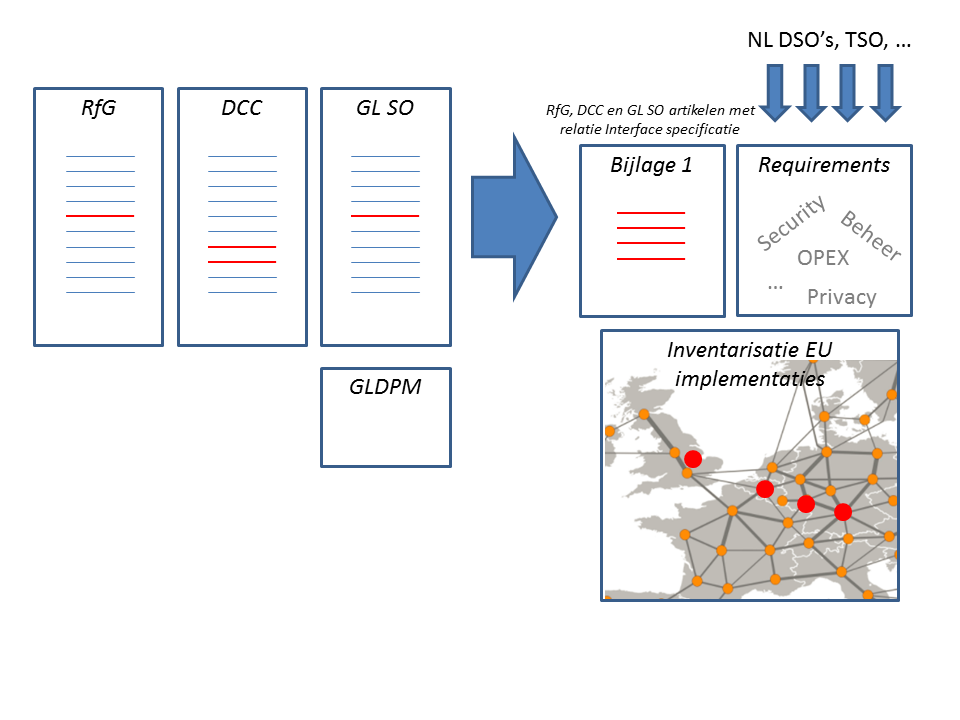 NL DSO’s, TSO, ...
RfG
DCC
GL SO
RfG, DCC en GL SO artikelen met
relatie Interface specificatie
Bijlage 1
Requirements
Security
Beheer
OPEX
...
Privacy
Inventarisatie EU
implementaties
GLDPM